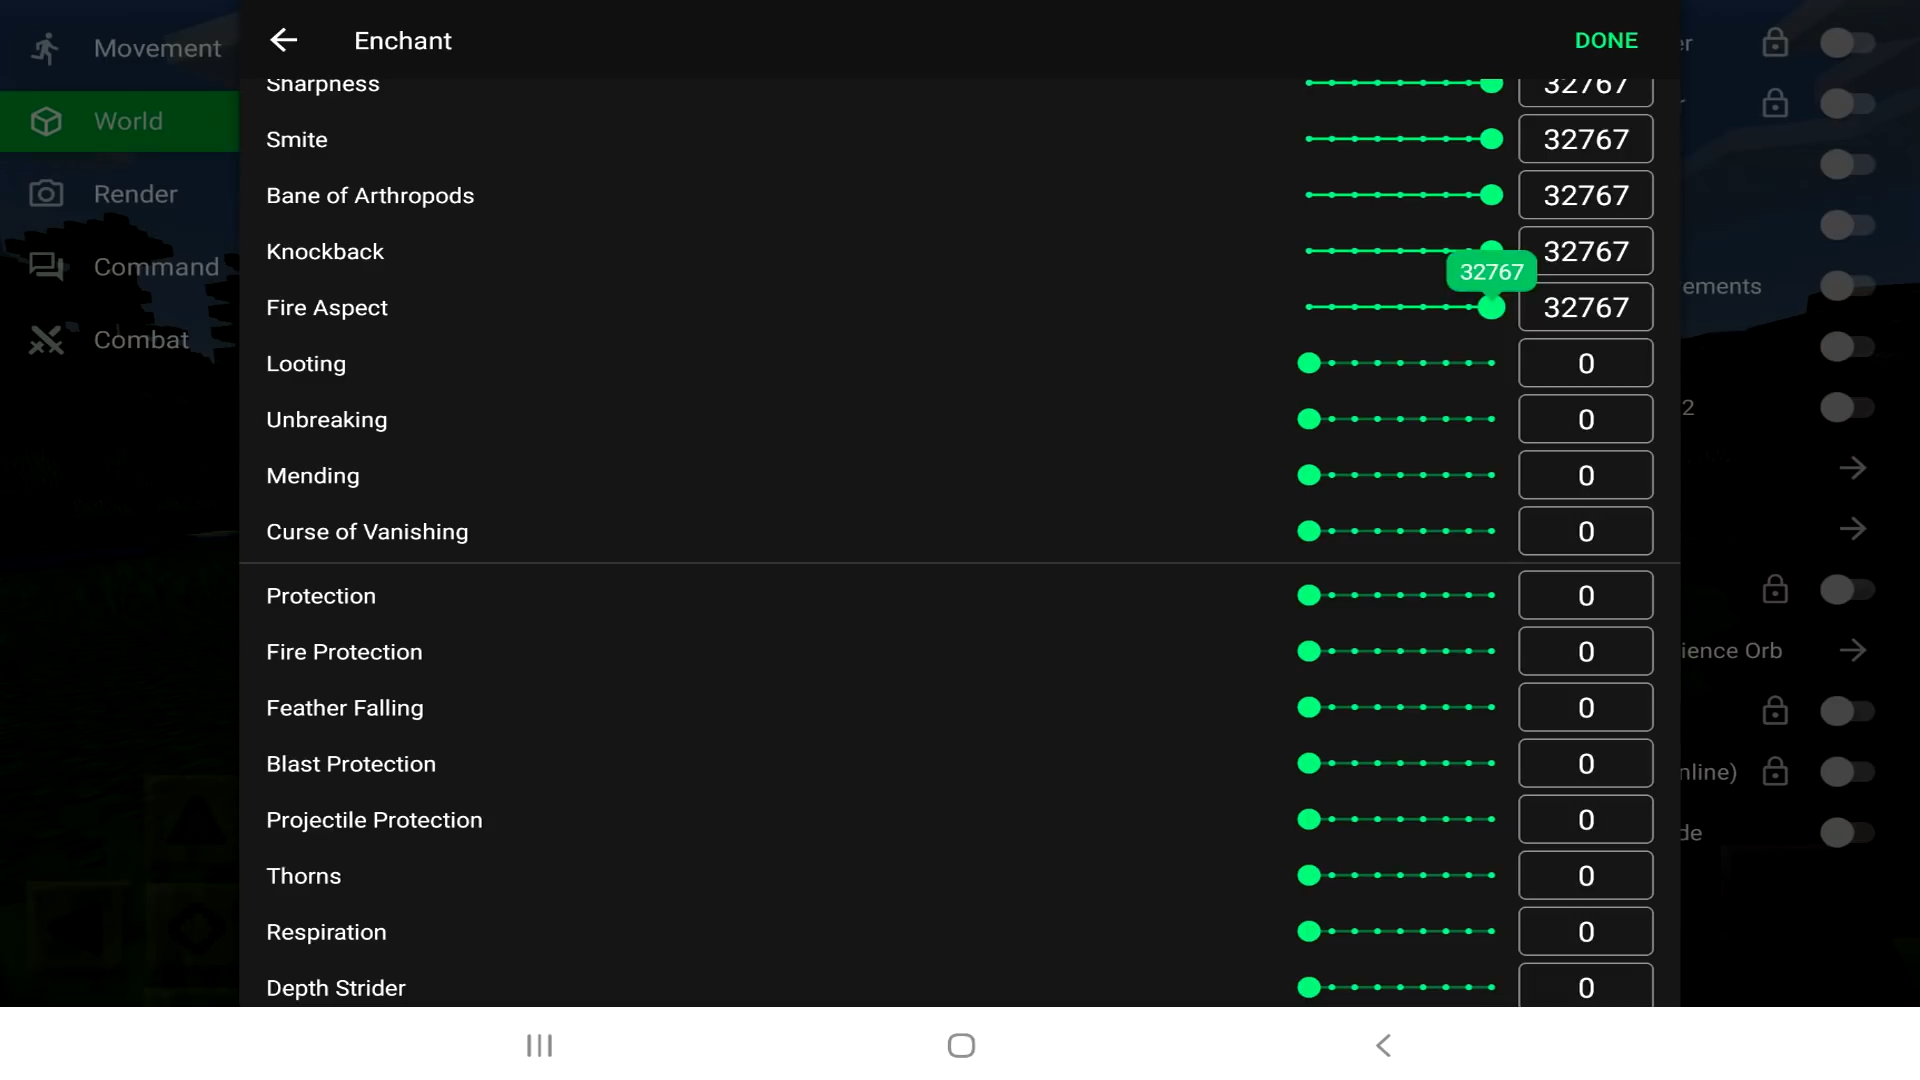 Movement
World
Render
Command
Combat
Enchant
DONE
Sharpness 32767
Smite 32767
Bane of Arthropods 32767
Knockback 32767
32767
Fire Aspect 32767
Looting 0
Unbreaking 0
Mending 0
Curse of Vanishing 0
Protection 0
Fire Protection 0
Feather Falling 0
Blast Protection 0
Projectile Protection 0
Thorns 0
Respiration 0
Depth Strider 0
er
r
ements
2
ience Orb
nline)
de